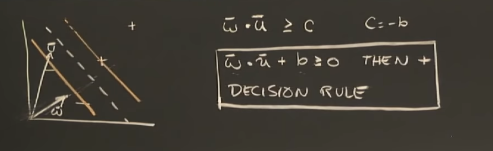 w̄ · ū ≥ C   C = -b
w̄ · ū + b ≥ 0 THEN +
DECISION RULE
+
+
-
ū
w̄